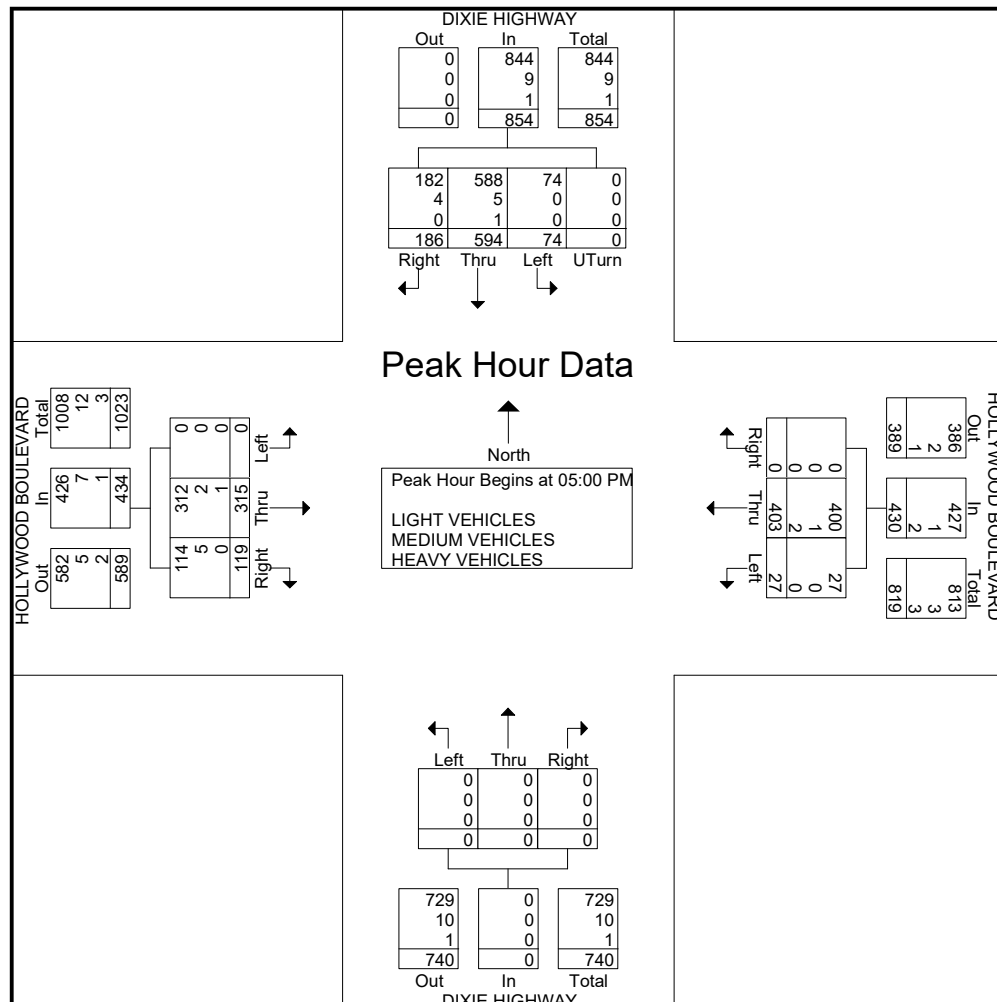 DIXIE HIGHWAY
Out In Total
0 844 844
0 9 9
0 1 1
0 854 854
182 588 74 0
4 5 0 0
0 1 0 0
186 594 74 0
Right Thru Left UTurn
Peak Hour Data
North
Peak Hour Begins at 05:00 PM
LIGHT VEHICLES
MEDIUM VEHICLES
HEAVY VEHICLES
HOLLYWOOD BOULEVARD
Out In Total
582 426 1008
5 7 12
2 1 3
589 434 1023
114 312 0
5 2 0
0 1 0
119 315 0
Right Thru Left
HOLLYWOOD BOULEVARD
Out In Total
386 427 813
2 1 3
1 2 3
389 430 819
Right Thru Left
0 400 27
0 1 0
0 2 0
0 403 27
Left Thru Right
0 0 0
0 0 0
0 0 0
0 0 0
729 0 729
10 0 10
1 0 1
740 0 740
Out In Total
DIXIE HIGHWAY